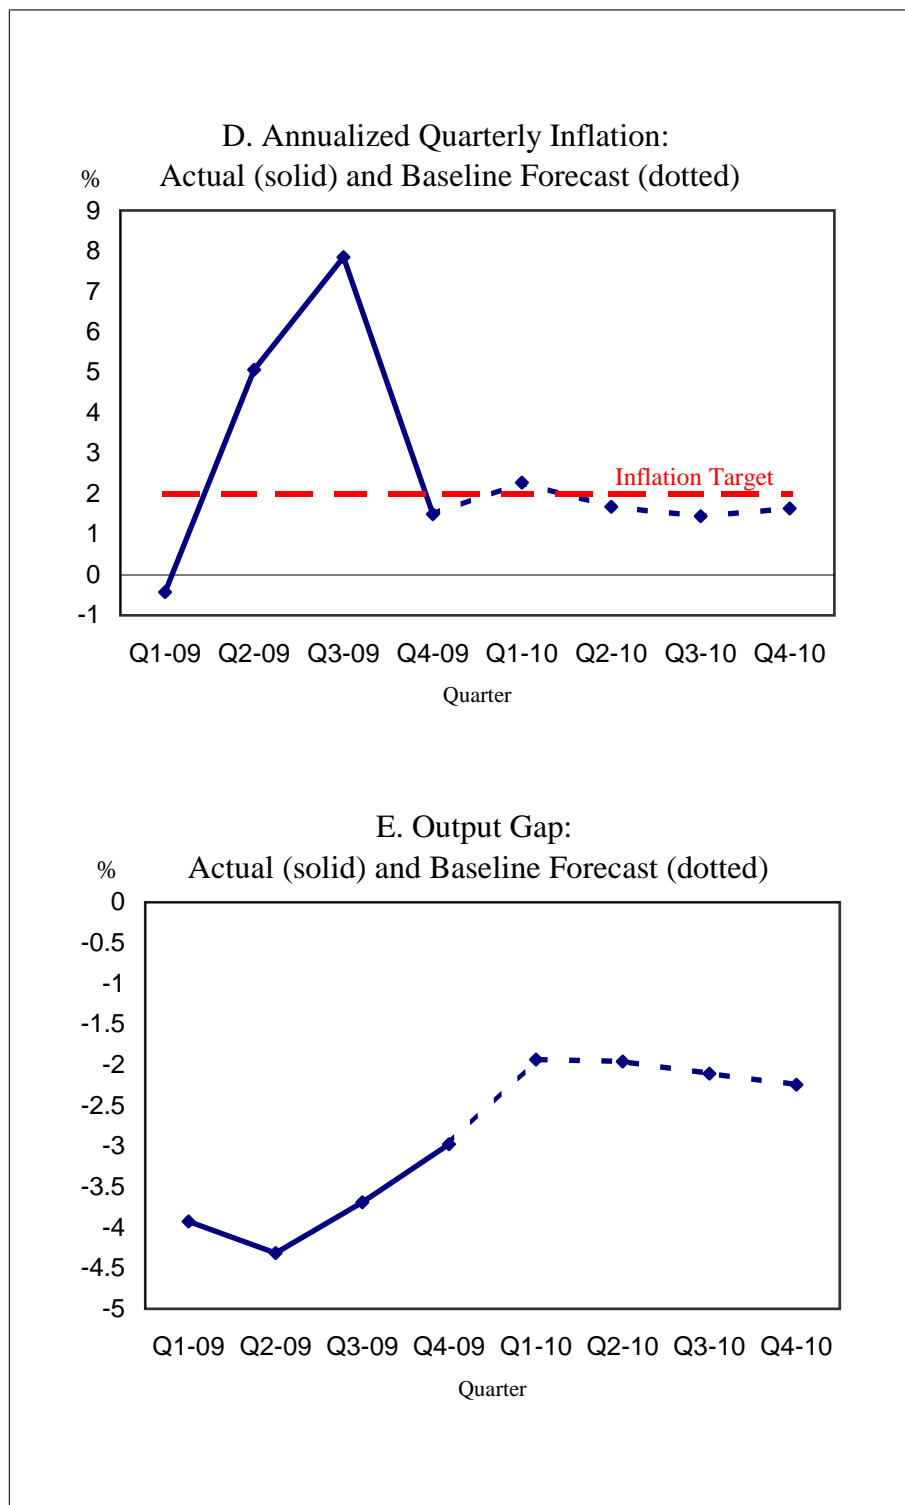 D. Annualized Quarterly Inflation:
% Actual (solid) and Baseline Forecast (dotted)
9
8
7
6
5
4
3
Inflation Target
2
1
0
-1
Q1-09 Q2-09 Q3-09 Q4-09 Q1-10 Q2-10 Q3-10 Q4-10
Quarter
E. Output Gap:
% Actual (solid) and Baseline Forecast (dotted)
0
-0.5
-1
-1.5
-2
-2.5
-3
-3.5
-4
-4.5
-5
Q1-09 Q2-09 Q3-09 Q4-09 Q1-10 Q2-10 Q3-10 Q4-10
Quarter